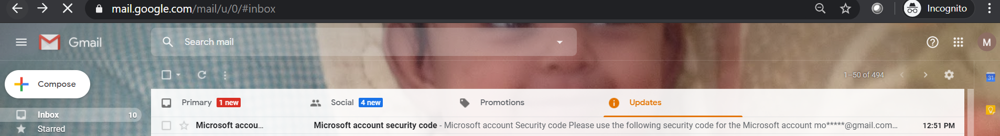 mail.google.com/mail/u/0/#inbox
Incognito
Gmail
Search mail
M
Compose
1–50 of 494
31
Primary 1 new Social 4 new Promotions Updates
Inbox 10
Starred
Microsoft accou... Microsoft account security code - Microsoft account Security code Please use the following security code for the Microsoft account mo*****@gmail.com... 12:51 PM